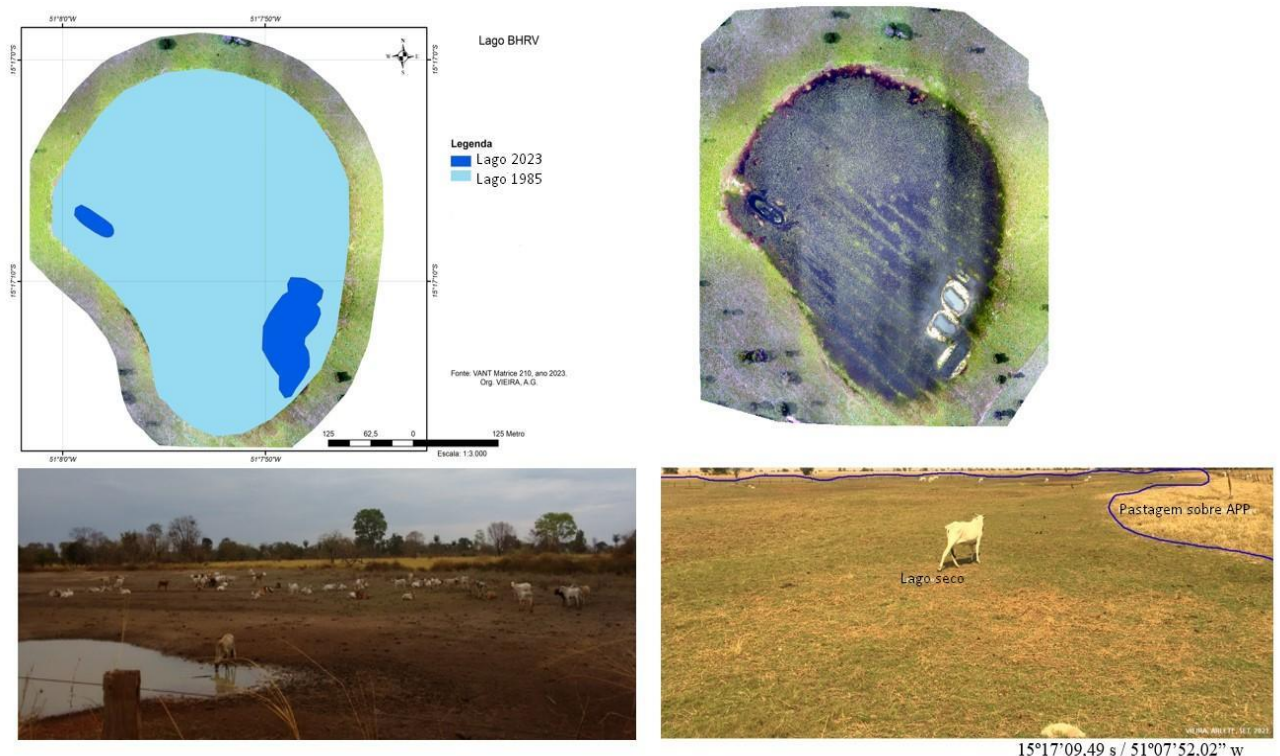 51°8'0"W
51°7'50"W
Lago BHRV
N
W
E
S
15°17'0"S
15°17'0"S
Legenda
Lago 2023
Lago 1985
15°17'10"S
15°17'10"S
Fonte: VANT Matrice 210, ano 2023.
Org. VIEIRA, A.G.
125
62,5
0
125 Metro
Escala: 1:3.000
51°8'0"W
51°7'50"W
Pastagem sobre APP
Lago seco
15°17'09.49 s / 51°07'52.02" w